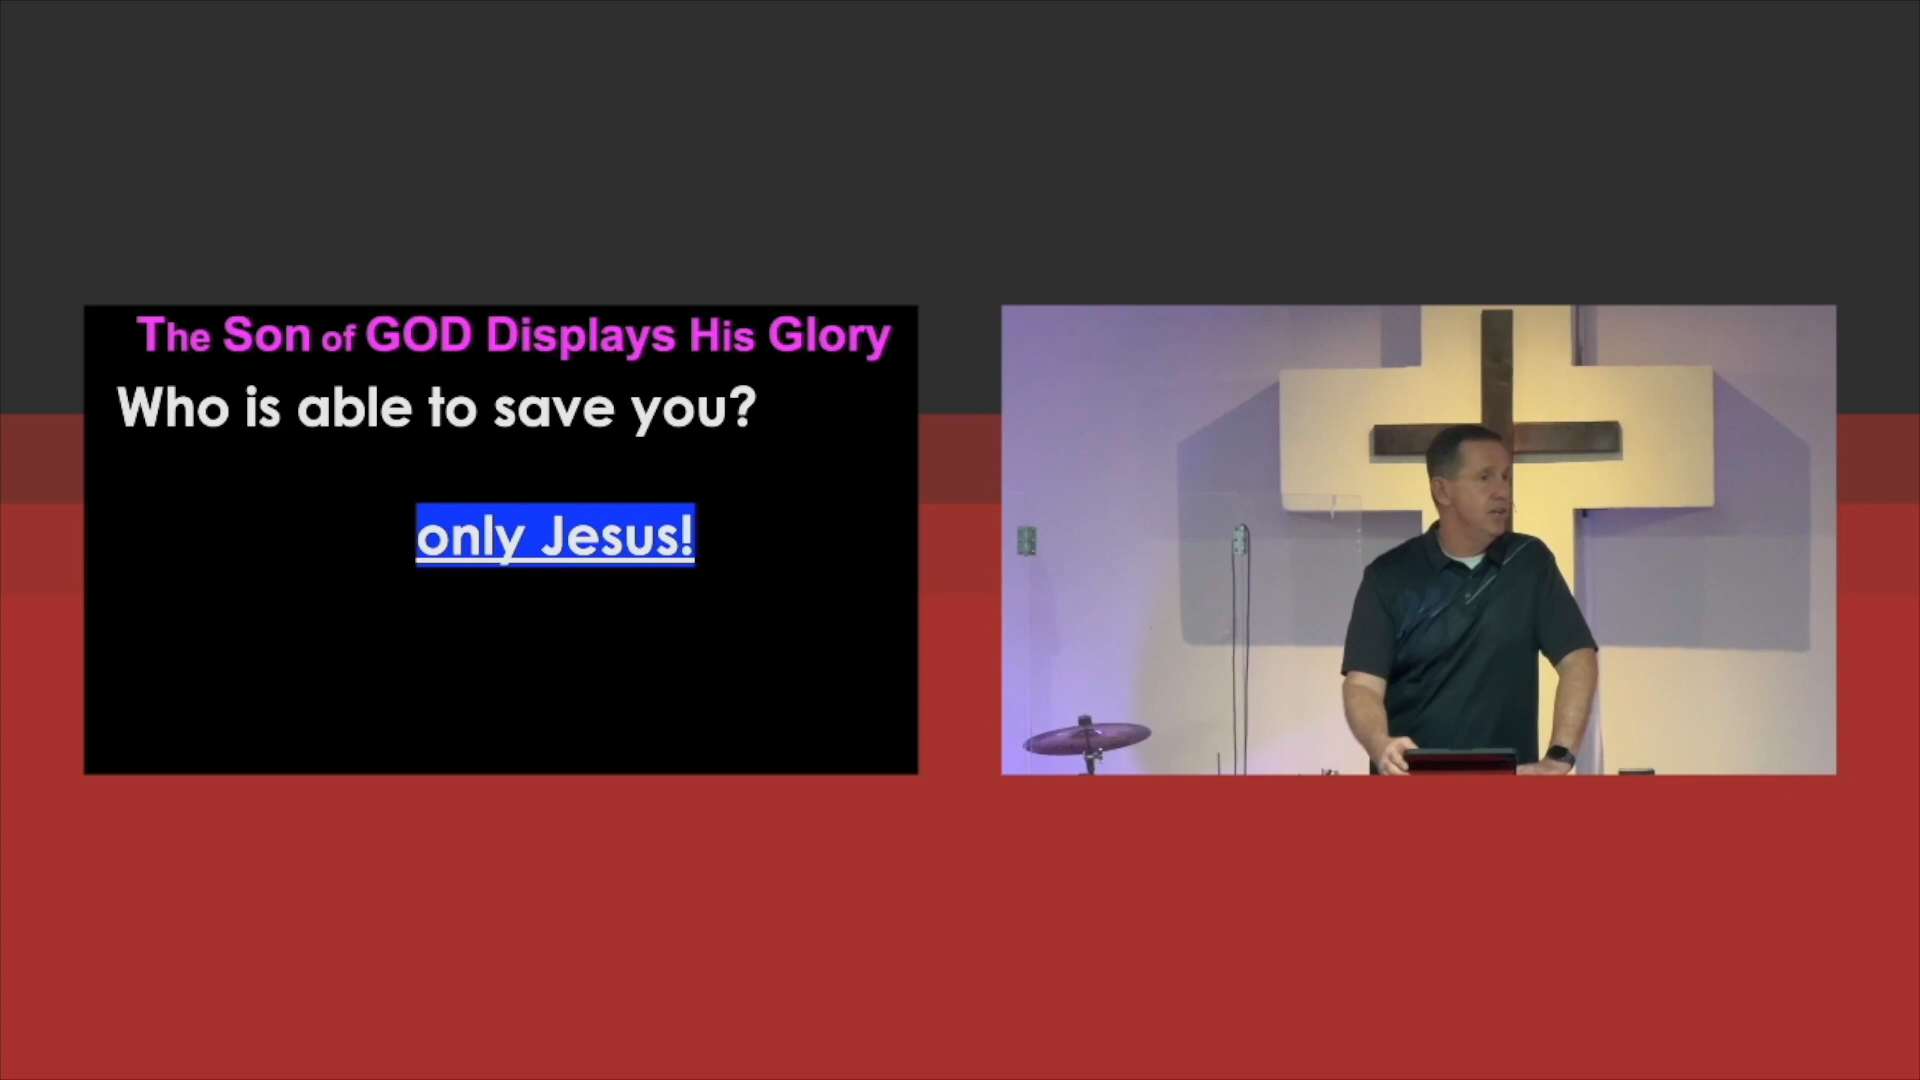 The Son of GOD Displays His Glory
Who is able to save you?
only Jesus!